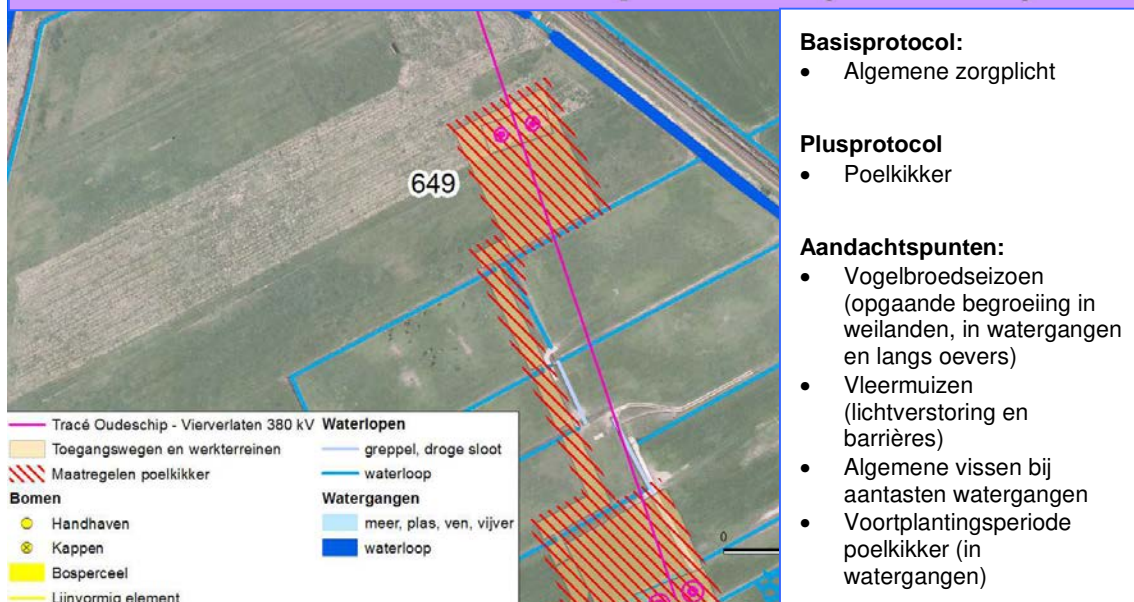 649
Tracé Oudeschip - Vierverlaten 380 kV
Toegangswegen en werkterreinen
Maatregelen poelkikker
Bomen
Handhaven
Kappen
Bosperceel
Lijnvormig element
Waterlopen
greppel, droge sloot
waterloop
Watergangen
meer, plas, ven, vijver
waterloop
0
Basisprotocol:
• Algemene zorgplicht
Plusprotocol
• Poelkikker
Aandachtspunten:
• Vogelbroedseizoen
(opgaande begroeiing in
weilanden, in watergangen
en langs oevers)
• Vleermuizen
(lichtverstoring en
barrières)
• Algemene vissen bij
aantasten watergangen
• Voortplantingsperiode
poelkikker (in
watergangen)